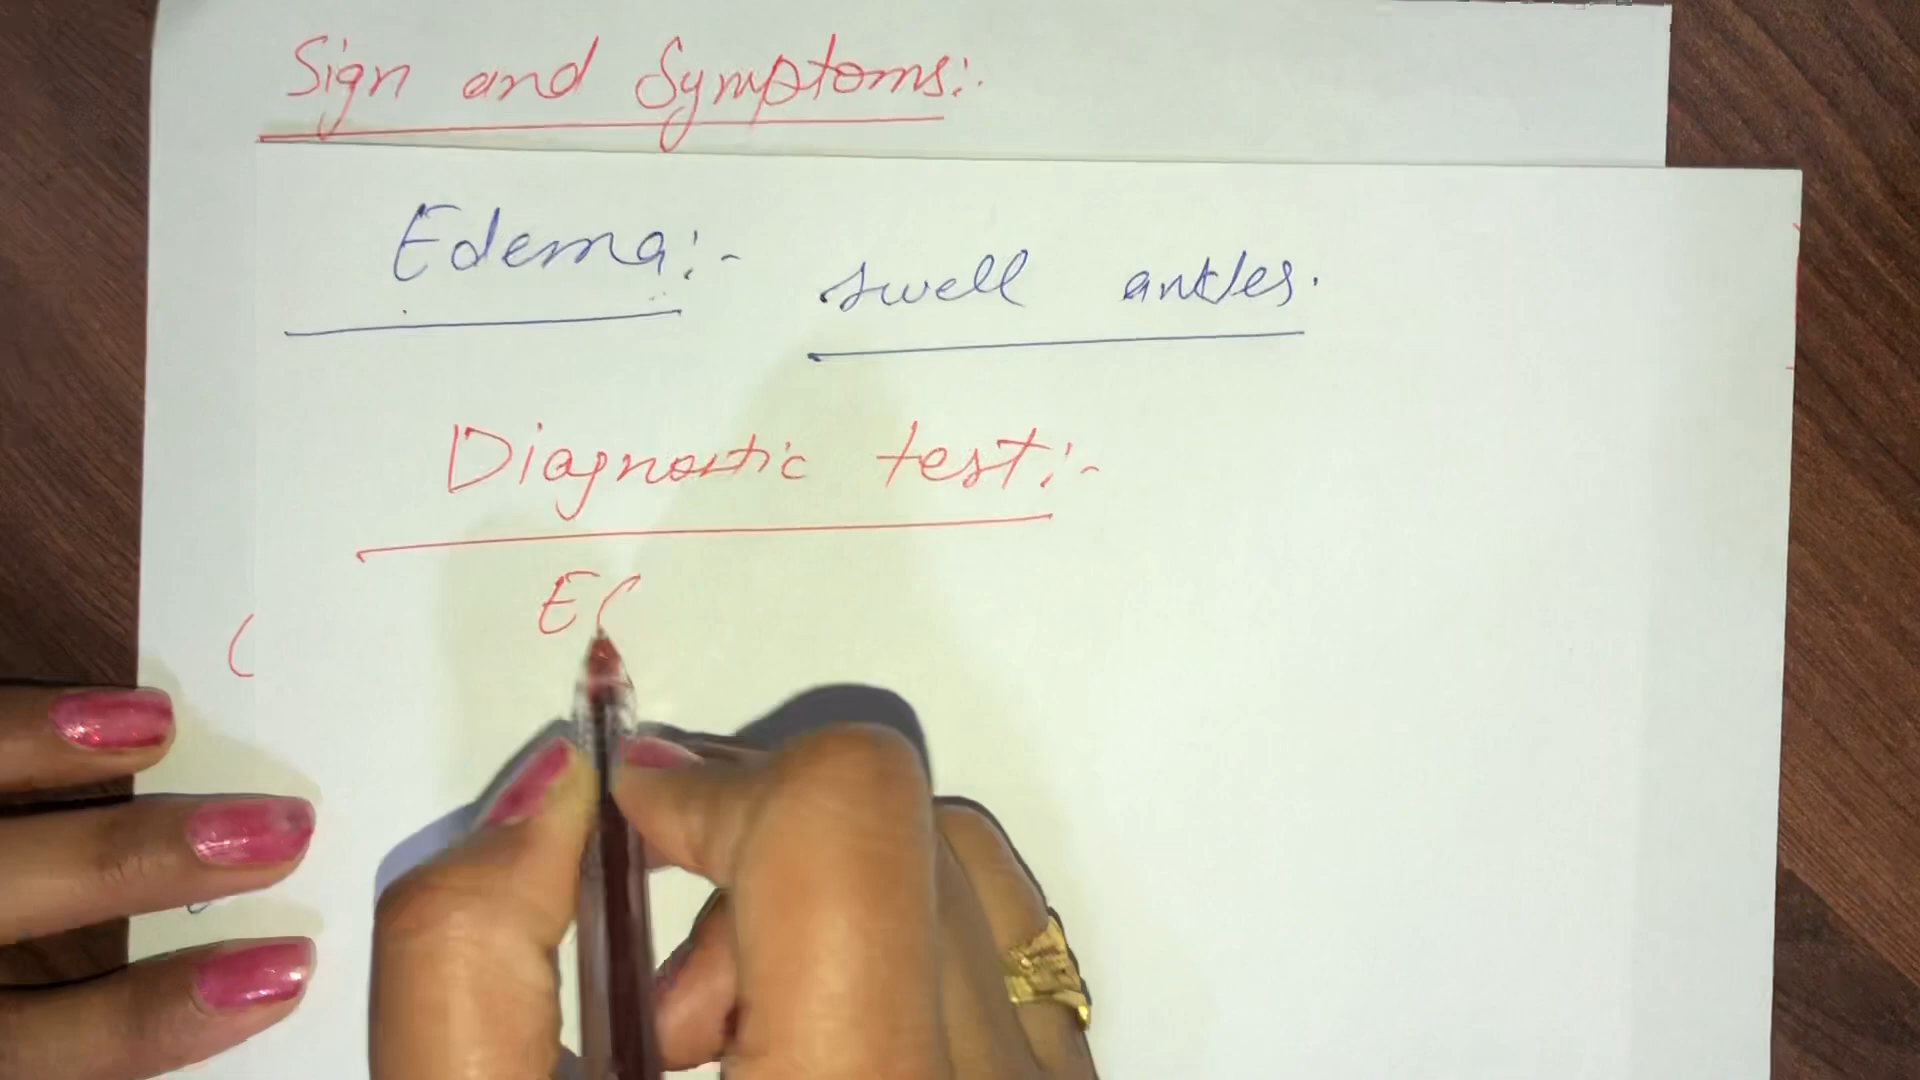 Sign and Symptoms:-
Edema:- swell ankles.
Diagnostic test:-
EC
(